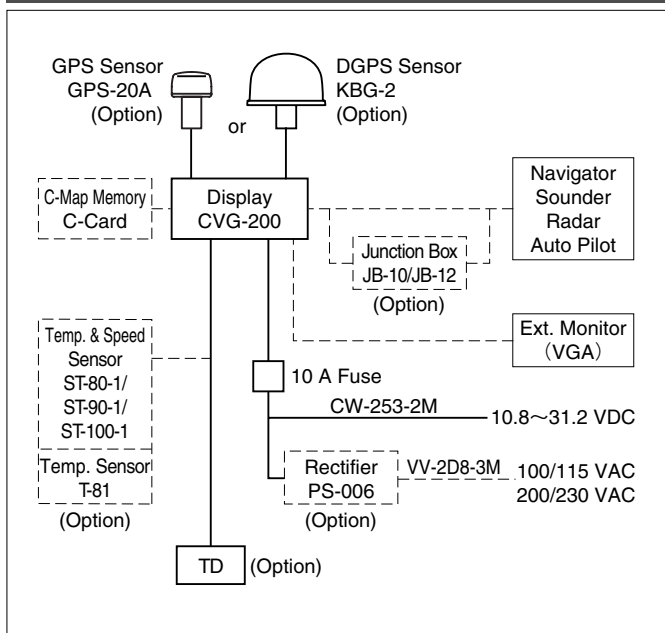 GPS Sensor
GPS-20A
(Option)
or
DGPS Sensor
KBG-2
(Option)
C-Map Memory
C-Card
Display
CVG-200
Navigator
Sounder
Radar
Auto Pilot
Junction Box
JB-10/JB-12
(Option)
Ext. Monitor
(VGA)
Temp. & Speed
Sensor
ST-80-1/
ST-90-1/
ST-100-1
Temp. Sensor
T-81
(Option)
10 A Fuse
CW-253-2M
10.8～31.2 VDC
Rectifier
PS-006
(Option)
VV-2D8-3M
100/115 VAC
200/230 VAC
TD
(Option)